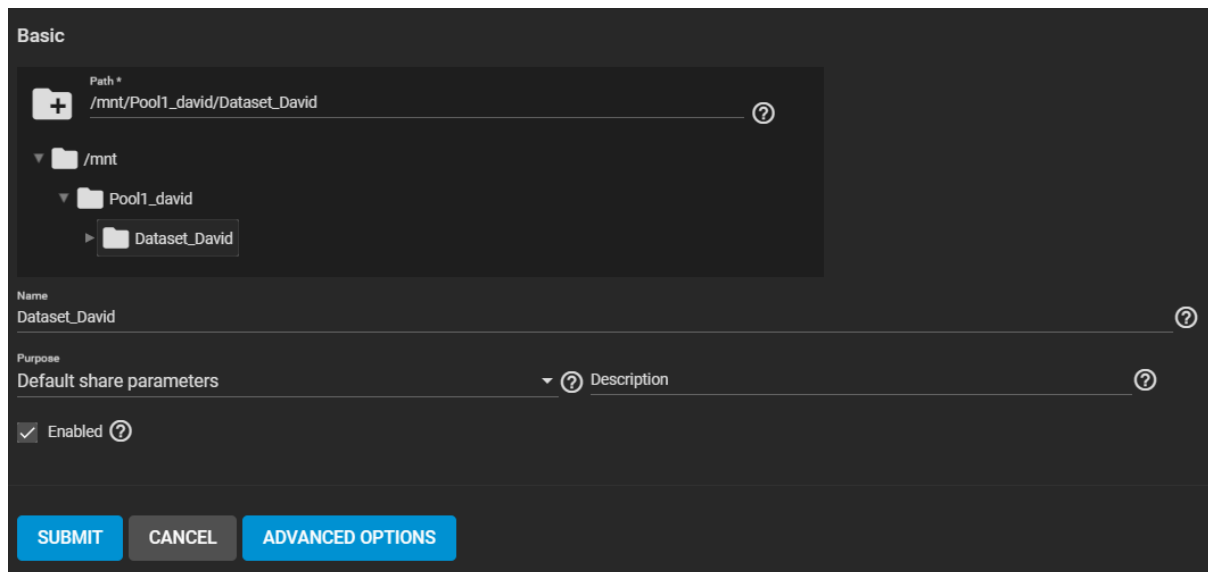 Basic
Path *
/mnt/Pool1_david/Dataset_David
/mnt
Pool1_david
Dataset_David
Name
Dataset_David
Purpose
Default share parameters
Description
Enabled
SUBMIT CANCEL ADVANCED OPTIONS